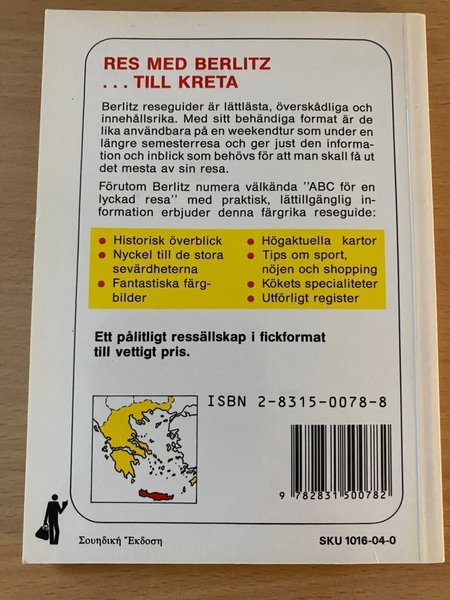 RES MED BERLITZ
. . . TILL KRETA
Berlitz reseguider är lättlästa, överskådliga och
innehållsrika. Med sitt behändiga format är de
lika användbara på en weekendtur som under en
längre semesterresa och ger just den inform-
ation och inblick som behövs för att man skall få ut
det mesta av sin resa.
Förutom Berlitz numera välkända ”ABC för en
lyckad resa” med praktisk, lättillgänglig in-
formation erbjuder denna färgrika reseguide:
• Historisk överblick
• Nyckel till de stora
sevärdheterna
• Fantastiska färg-
bilder
• Högaktuella kartor
• Tips om sport,
nöjen och shopping
• Kökets specialiteter
• Utförligt register
Ett pålitligt ressällskap i fickformat
till vettigt pris.
ISBN 2-8315-0078-8
9 782831 500782
Σουηδική Ἔκδοση
SKU 1016-04-0